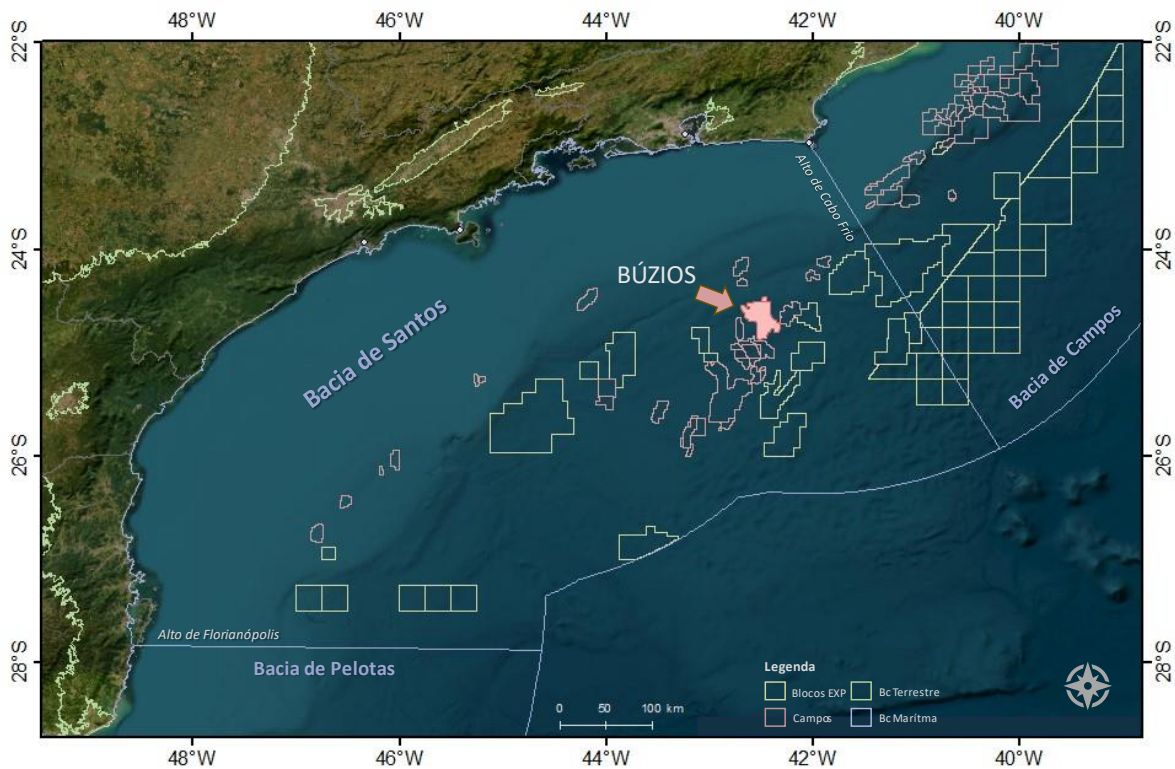 48°W 46°W 44°W 42°W 40°W
22°S 22°S
24°S 24°S
Alto de Cabo Frio
BÚZIOS
Bacia de Santos
Bacia de Campos
26°S 26°S
Alto de Florianópolis
Bacia de Pelotas
28°S 28°S
Legenda
Blocos EXP Bc Terrestre
Campos Bc Marítma
0 50 100 km
48°W 46°W 44°W 42°W 40°W